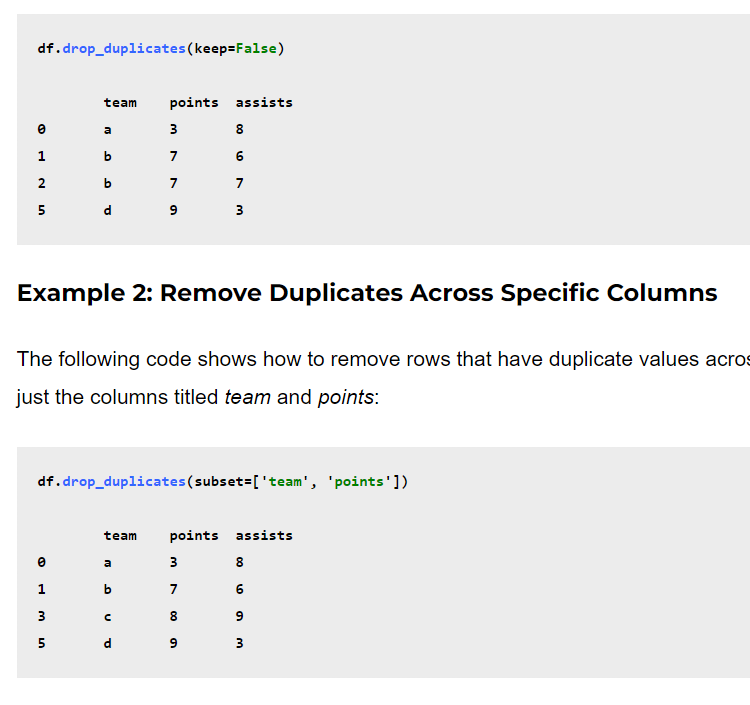 df.drop_duplicates(keep=False)
team points assists
0 a 3 8
1 b 7 6
2 b 7 7
5 d 9 3
Example 2: Remove Duplicates Across Specific Columns
The following code shows how to remove rows that have duplicate values
just the columns titled team and points:
df.drop_duplicates(subset=['team', 'points'])
team points assists
0 a 3 8
1 b 7 6
3 c 8 9
5 d 9 3